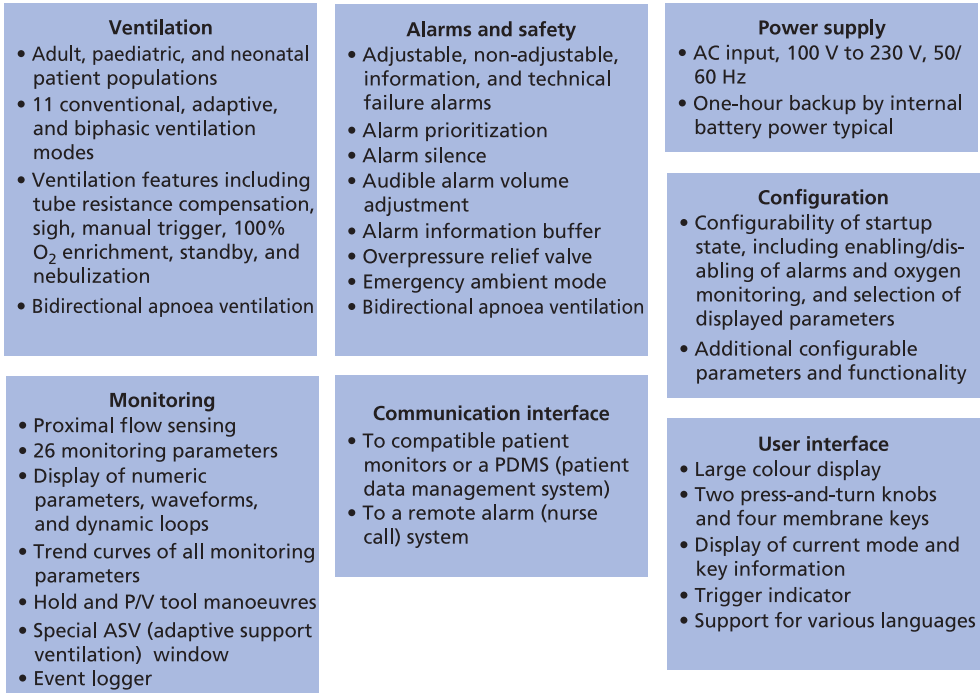 Ventilation
• Adult, paediatric, and neonatal
patient populations
• 11 conventional, adaptive,
and biphasic ventilation
modes
• Ventilation features including
tube resistance compensation,
sigh, manual trigger, 100%
O₂ enrichment, standby, and
nebulization
• Bidirectional apnoea ventilation
Alarms and safety
• Adjustable, non-adjustable,
information, and technical
failure alarms
• Alarm prioritization
• Alarm silence
• Audible alarm volume
adjustment
• Alarm information buffer
• Overpressure relief valve
• Emergency ambient mode
• Bidirectional apnoea ventilation
Power supply
• AC input, 100 V to 230 V, 50/
60 Hz
• One-hour backup by internal
battery power typical
Configuration
• Configurability of startup
state, including enabling/dis-
abling of alarms and oxygen
monitoring, and selection of
displayed parameters
• Additional configurable
parameters and functionality
Monitoring
• Proximal flow sensing
• 26 monitoring parameters
• Display of numeric
parameters, waveforms,
and dynamic loops
• Trend curves of all monitoring
parameters
• Hold and P/V tool manoeuvres
• Special ASV (adaptive support
ventilation) window
• Event logger
Communication interface
• To compatible patient
monitors or a PDMS (patient
data management system)
• To a remote alarm (nurse
call) system
User interface
• Large colour display
• Two press-and-turn knobs
and four membrane keys
• Display of current mode and
key information
• Trigger indicator
• Support for various languages